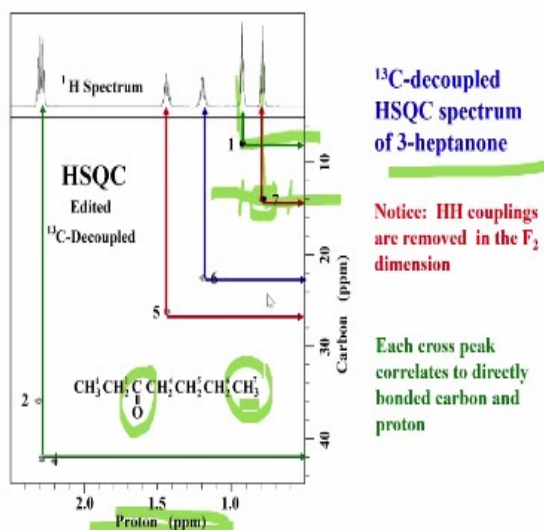 ¹H Spectrum
HSQC
Edited
¹³C-Decoupled
1
7
6
5
2
4
CH₃¹CH₂²C³CH₂⁴CH₂⁵CH₂⁶CH₃⁷
O
10
20
30
40
Carbon (ppm)
2.0 1.5 1.0
Proton (ppm)
¹³C-decoupled
HSQC spectrum
of 3-heptanone
Notice: HH couplings
are removed in the F₂
dimension
Each cross peak
correlates to directly
bonded carbon and
proton